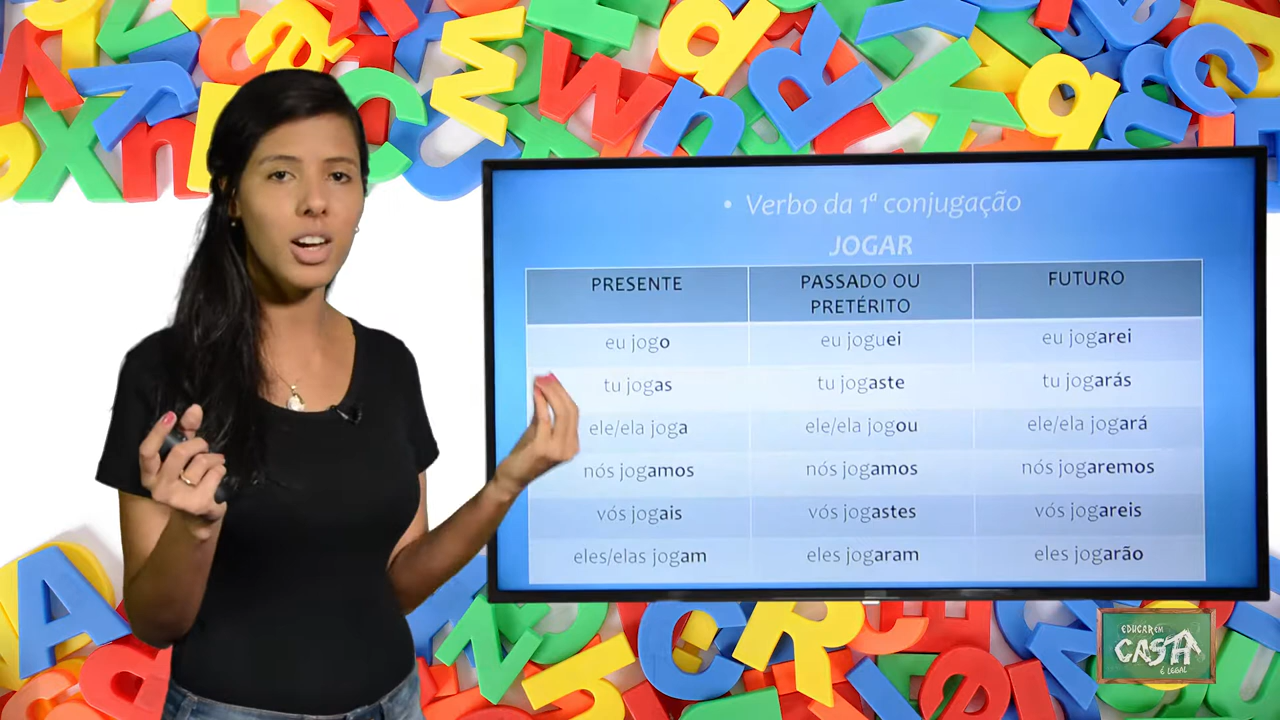 • Verbo da 1ª conjugação
JOGAR
PRESENTE PASSADO OU PRETÉRITO FUTURO
eu jogo eu joguei eu jogarei
tu jogas tu jogaste tu jogarás
ele/ela joga ele/ela jogou ele/ela jogará
nós jogamos nós jogamos nós jogaremos
vós jogais vós jogastes vós jogareis
eles/elas jogam eles jogaram eles jogarão
EDUCAR EM
CASA
É LEGAL